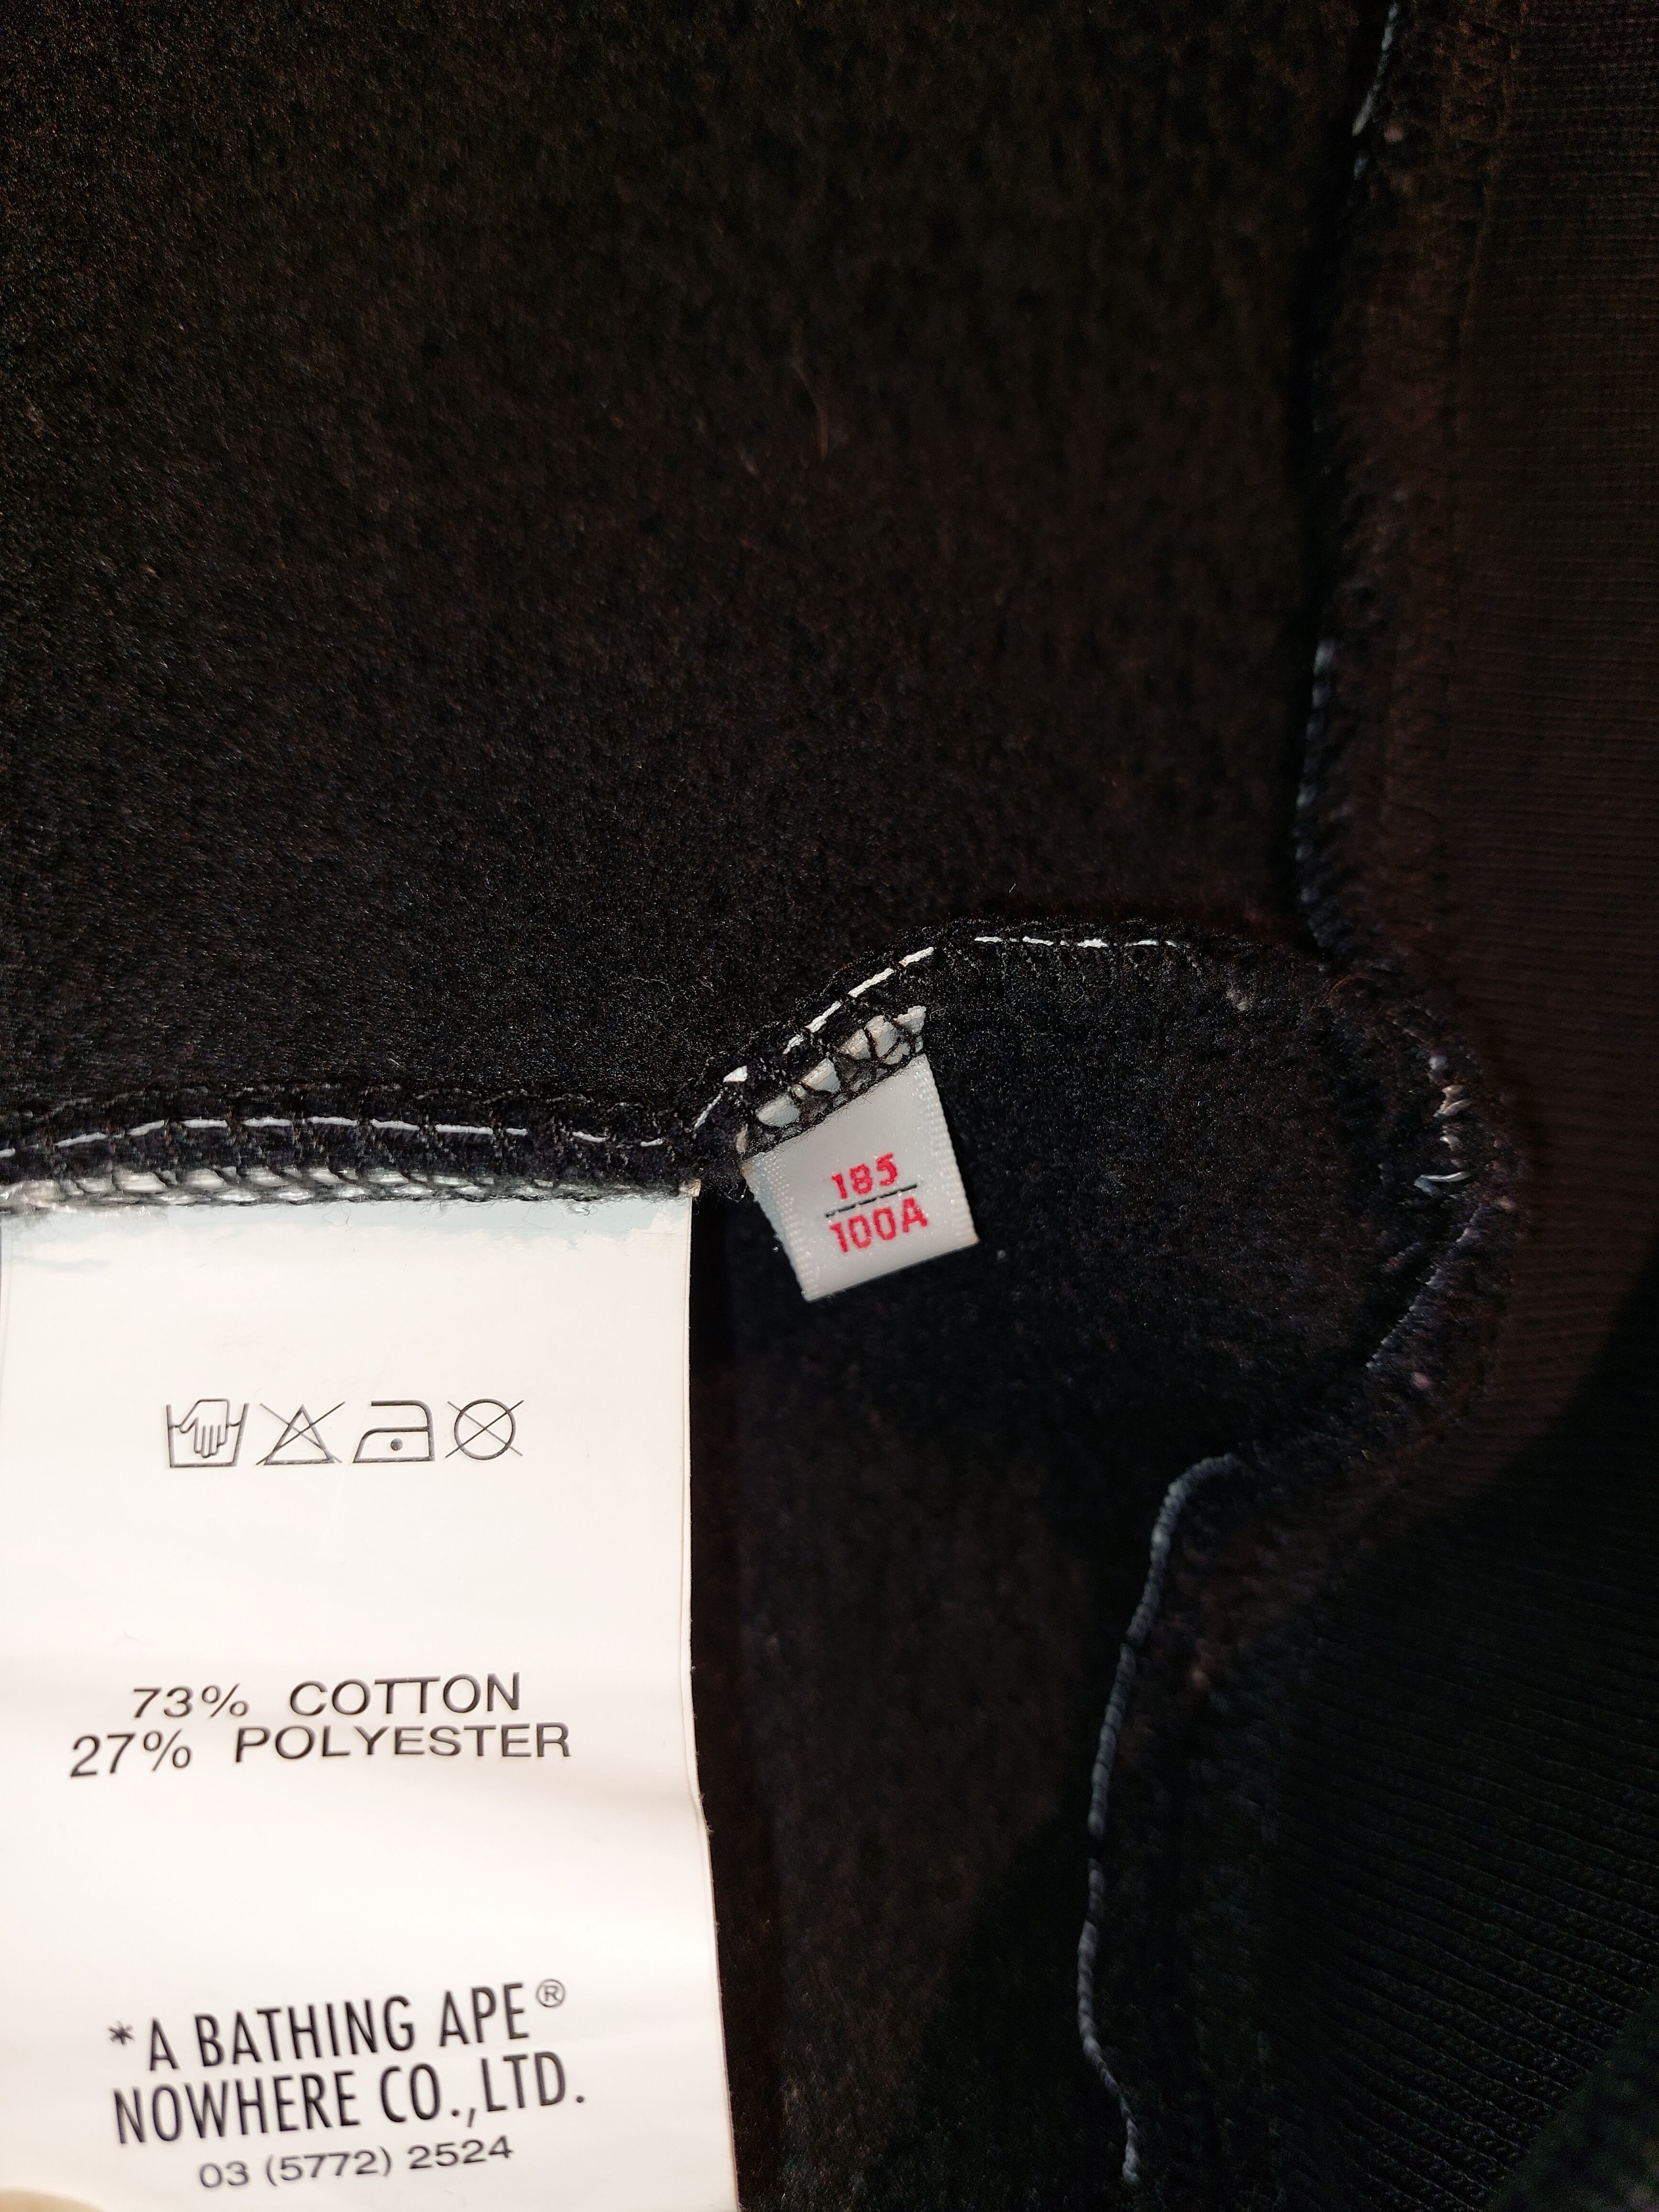 185
100A
73% COTTON
27% POLYESTER
*A BATHING APE®
NOWHERE CO.,LTD.
03 (5772) 2524